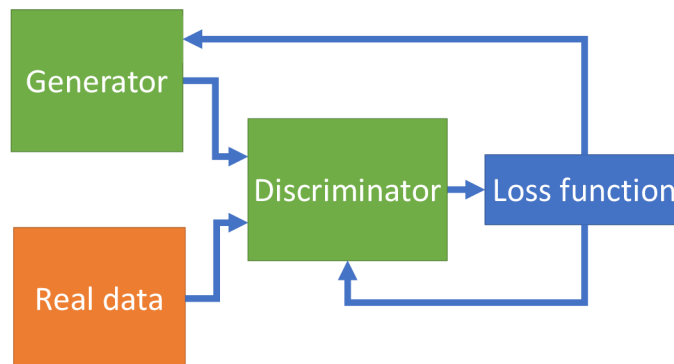 Generator
Discriminator
Loss function
Real data